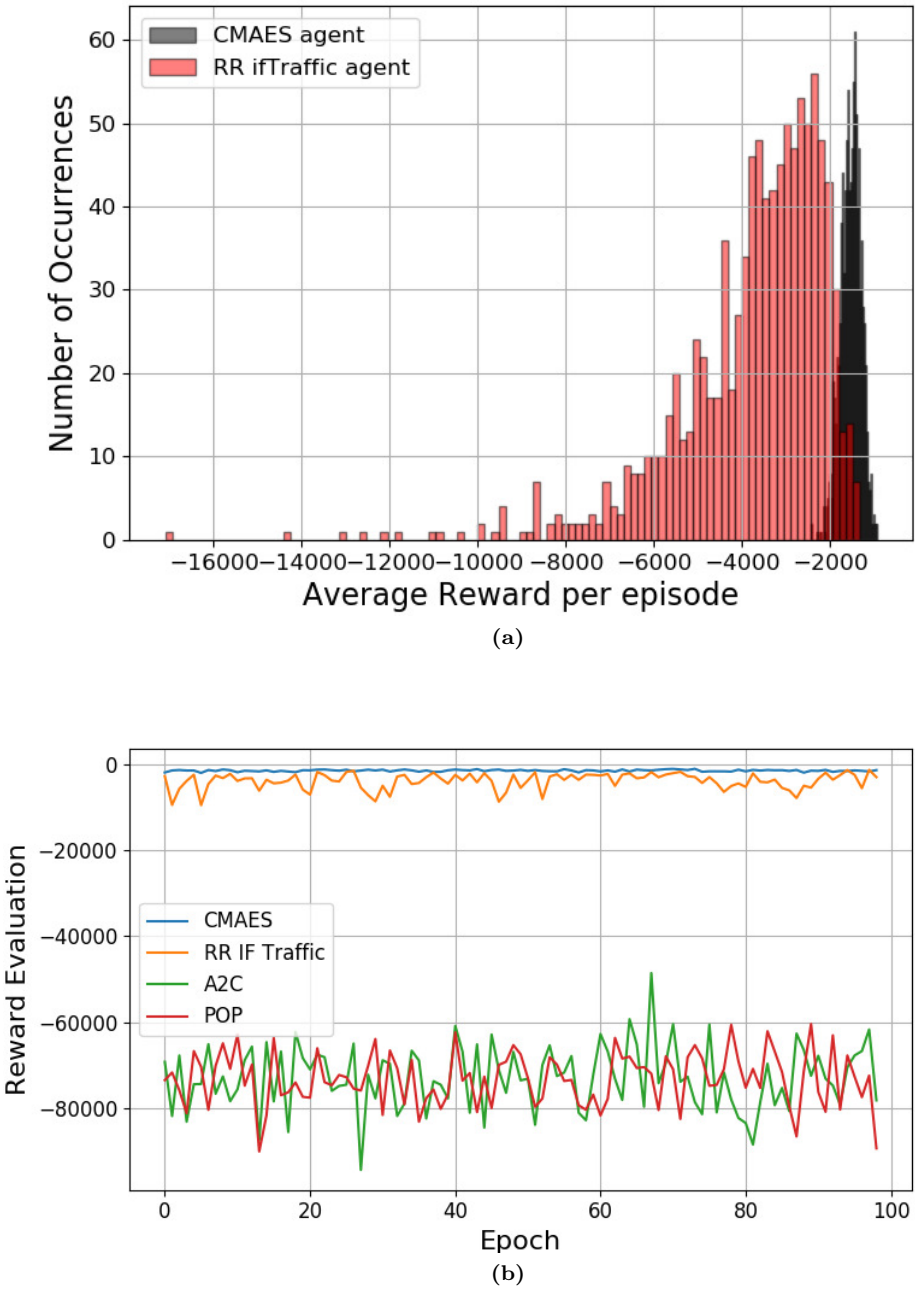 CMAES agent
RR ifTraffic agent
Number of Occurrences
60
50
40
30
20
10
0
−16000 −14000 −12000 −10000 −8000 −6000 −4000 −2000
Average Reward per episode
(a)
Reward Evaluation
0
−20000
−40000
−60000
−80000
CMAES
RR IF Traffic
A2C
POP
0 20 40 60 80 100
Epoch
(b)